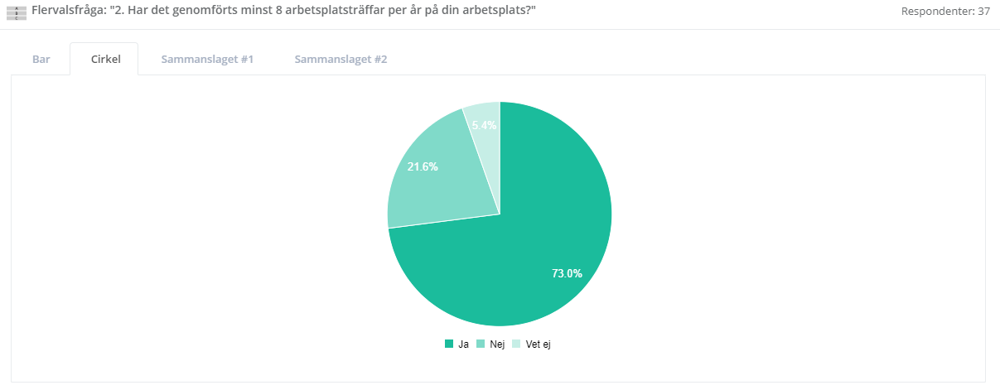 Flervalsfråga: "2. Har det genomförts minst 8 arbetsplatsträffar per år på din arbetsplats?"
Respondenter: 37
Bar Cirkel Sammanslaget #1 Sammanslaget #2
5.4%
21.6%
73.0%
Ja Nej Vet ej